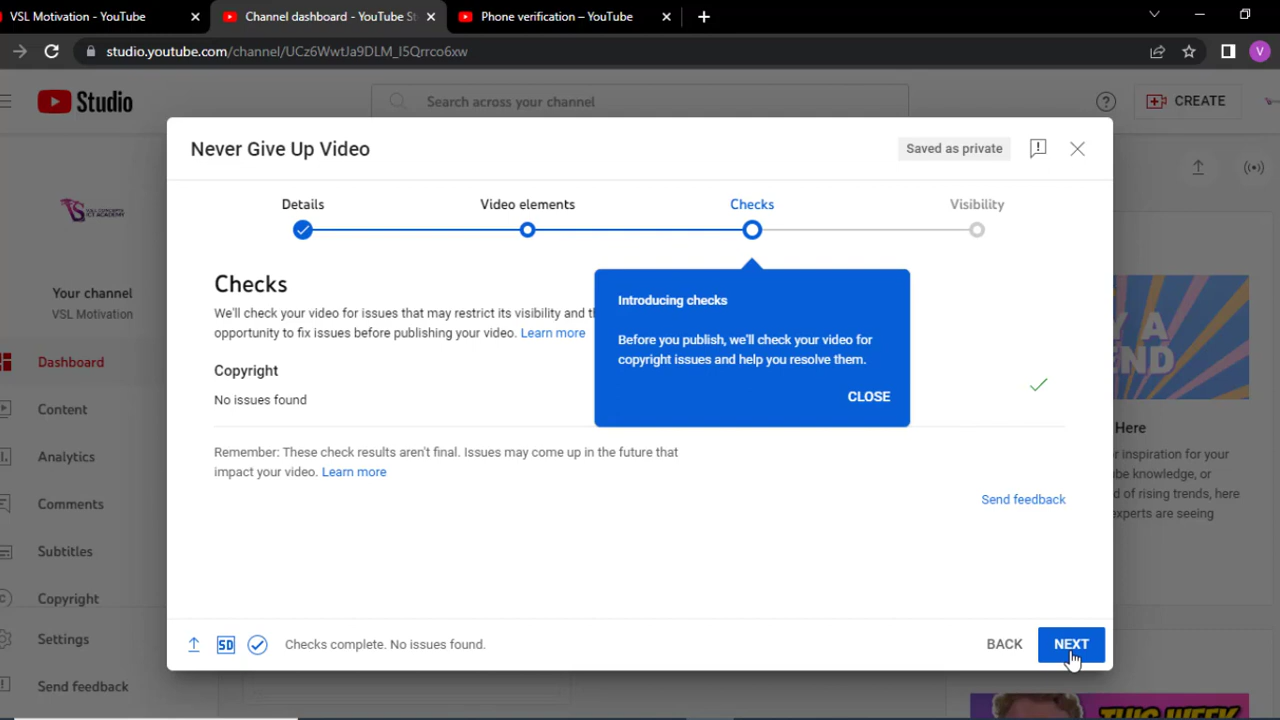 VSL Motivation - YouTube
Channel dashboard - YouTube St
Phone verification – YouTube
studio.youtube.com/channel/UCz6WwtJa9DLM_I5Qrrco6xw
V
Studio
Search across your channel
CREATE
Never Give Up Video
Saved as private
Details
Video elements
Checks
Visibility
Checks
We'll check your video for issues that may restrict its visibility and th
opportunity to fix issues before publishing your video. Learn more
Introducing checks
Before you publish, we'll check your video for
copyright issues and help you resolve them.
CLOSE
Copyright
No issues found
Remember: These check results aren't final. Issues may come up in the future that
impact your video. Learn more
Send feedback
SD
Checks complete. No issues found.
BACK
NEXT
Your channel
VSL Motivation
Dashboard
Content
Analytics
Comments
Subtitles
Copyright
Settings
Send feedback
Y A
END
Here
r inspiration for your
be knowledge, or
d of rising trends, here
xperts are seeing
THIS WEEK